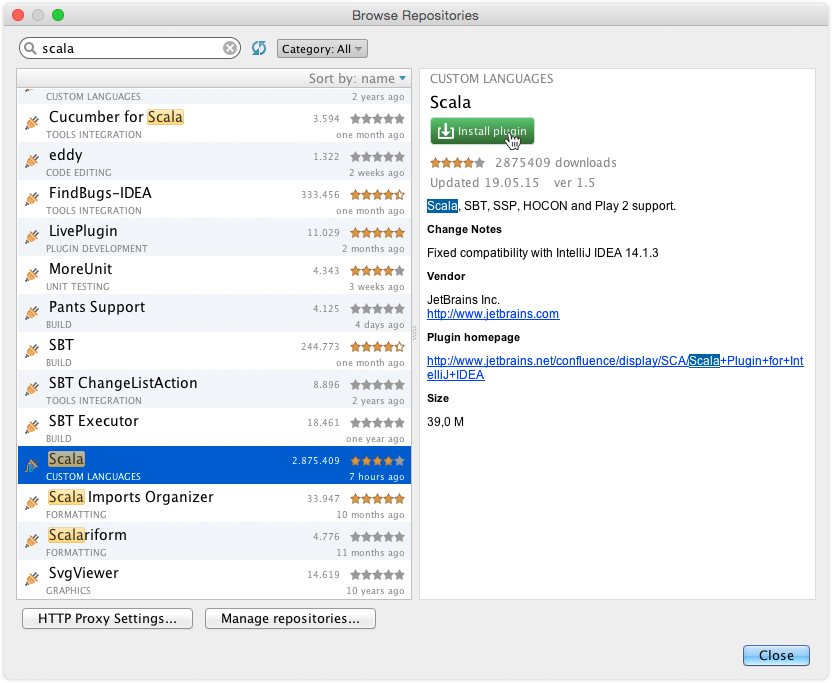 Browse Repositories
scala
Category: All
Sort by: name
CUSTOM LANGUAGES 2 years ago
Cucumber for Scala 3.594
TOOLS INTEGRATION one month ago
eddy 1.322
CODE EDITING 2 weeks ago
FindBugs-IDEA 333.456
TOOLS INTEGRATION one month ago
LivePlugin 11.029
PLUGIN DEVELOPMENT 2 months ago
MoreUnit 4.343
UNIT TESTING 3 weeks ago
Pants Support 4.125
BUILD 4 days ago
SBT 244.773
BUILD one month ago
SBT ChangeListAction 8.896
TOOLS INTEGRATION 2 years ago
SBT Executor 18.461
BUILD one year ago
Scala 2.875.409
CUSTOM LANGUAGES 7 hours ago
Scala Imports Organizer 33.947
FORMATTING 10 months ago
Scalariform 4.776
FORMATTING 11 months ago
SvgViewer 14.619
GRAPHICS 10 years ago
CUSTOM LANGUAGES
Scala
Install plugin
2875409 downloads
Updated 19.05.15 ver 1.5
Scala, SBT, SSP, HOCON and Play 2 support.
Change Notes
Fixed compatibility with IntelliJ IDEA 14.1.3
Vendor
JetBrains Inc.
http://www.jetbrains.com
Plugin homepage
http://www.jetbrains.net/confluence/display/SCA/Scala+Plugin+for+Int
elliJ+IDEA
Size
39,0 M
HTTP Proxy Settings...
Manage repositories...
Close